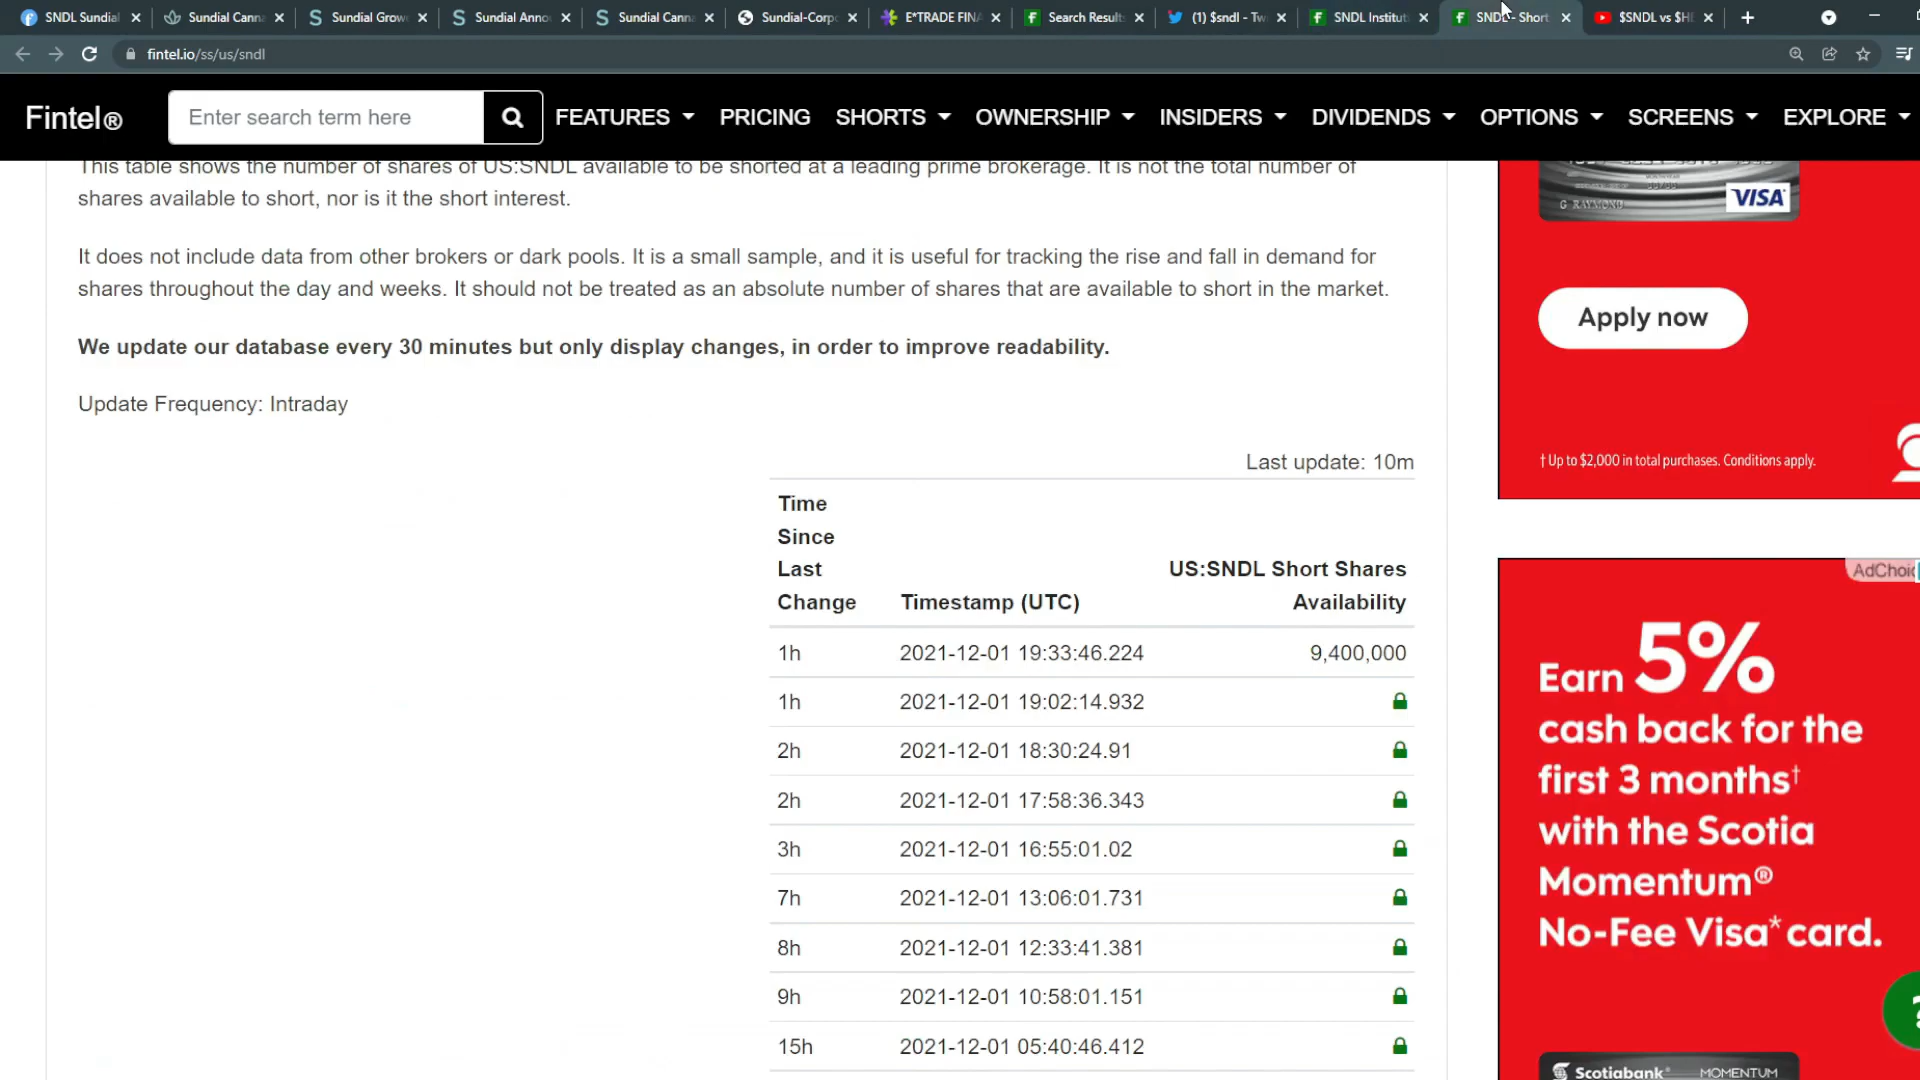 SNDL Sundial
Sundial Cann
Sundial Grow
Sundial Anno
Sundial Cann
Sundial-Corp
E*TRADE FINA
Search Result
(1) $sndl - Tw
SNDL Institut
SNDL - Short
$SNDL vs $H
fintel.io/ss/us/sndl
Fintel®
Enter search term here
FEATURES
PRICING
SHORTS
OWNERSHIP
INSIDERS
DIVIDENDS
OPTIONS
SCREENS
EXPLORE
This table shows the number of shares of US:SNDL available to be shorted at a leading prime brokerage. It is not the total number of
shares available to short, nor is it the short interest.
It does not include data from other brokers or dark pools. It is a small sample, and it is useful for tracking the rise and fall in demand for
shares throughout the day and weeks. It should not be treated as an absolute number of shares that are available to short in the market.
We update our database every 30 minutes but only display changes, in order to improve readability.
Update Frequency: Intraday
Last update: 10m
Time
Since
Last
Change
Timestamp (UTC)
US:SNDL Short Shares
Availability
1h 2021-12-01 19:33:46.224 9,400,000
1h 2021-12-01 19:02:14.932
2h 2021-12-01 18:30:24.91
2h 2021-12-01 17:58:36.343
3h 2021-12-01 16:55:01.02
7h 2021-12-01 13:06:01.731
8h 2021-12-01 12:33:41.381
9h 2021-12-01 10:58:01.151
15h 2021-12-01 05:40:46.412
G RAYMOND
VISA
Apply now
† Up to $2,000 in total purchases. Conditions apply.
AdChoic
Earn 5%
cash back for the
first 3 months†
with the Scotia
Momentum®
No-Fee Visa* card.
Scotiabank® MOMENTUM